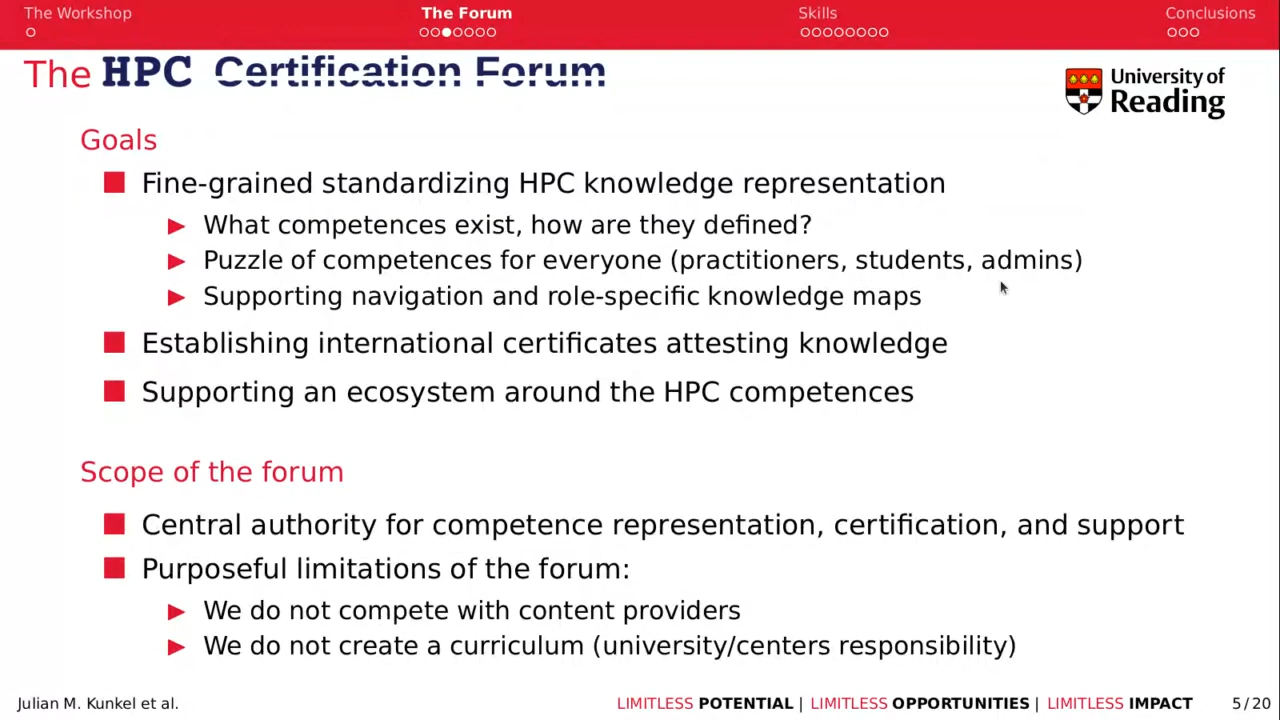 The Workshop
The Forum
Skills
Conclusions
The HPC Certification Forum
University of
Reading
Goals
Fine-grained standardizing HPC knowledge representation
What competences exist, how are they defined?
Puzzle of competences for everyone (practitioners, students, admins)
Supporting navigation and role-specific knowledge maps
Establishing international certificates attesting knowledge
Supporting an ecosystem around the HPC competences
Scope of the forum
Central authority for competence representation, certification, and support
Purposeful limitations of the forum:
We do not compete with content providers
We do not create a curriculum (university/centers responsibility)
Julian M. Kunkel et al.
LIMITLESS POTENTIAL | LIMITLESS OPPORTUNITIES | LIMITLESS IMPACT
5 / 20